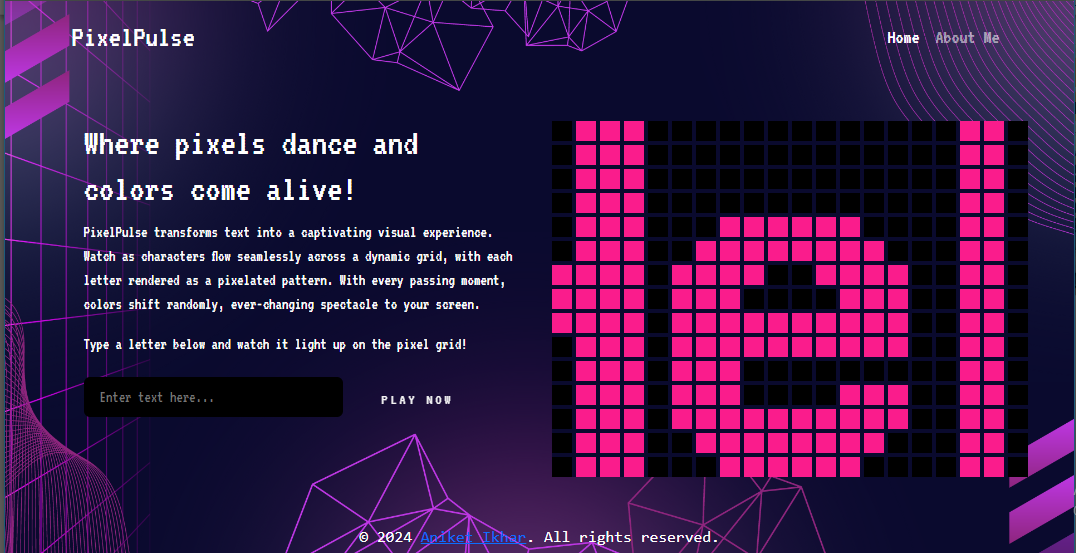 PixelPulse
Home About Me
Where pixels dance and
colors come alive!
PixelPulse transforms text into a captivating visual experience.
Watch as characters flow seamlessly across a dynamic grid, with each
letter rendered as a pixelated pattern. With every passing moment,
colors shift randomly, ever-changing spectacle to your screen.
Type a letter below and watch it light up on the pixel grid!
Enter text here...
PLAY NOW
© 2024 Aniket Ikhar. All rights reserved.